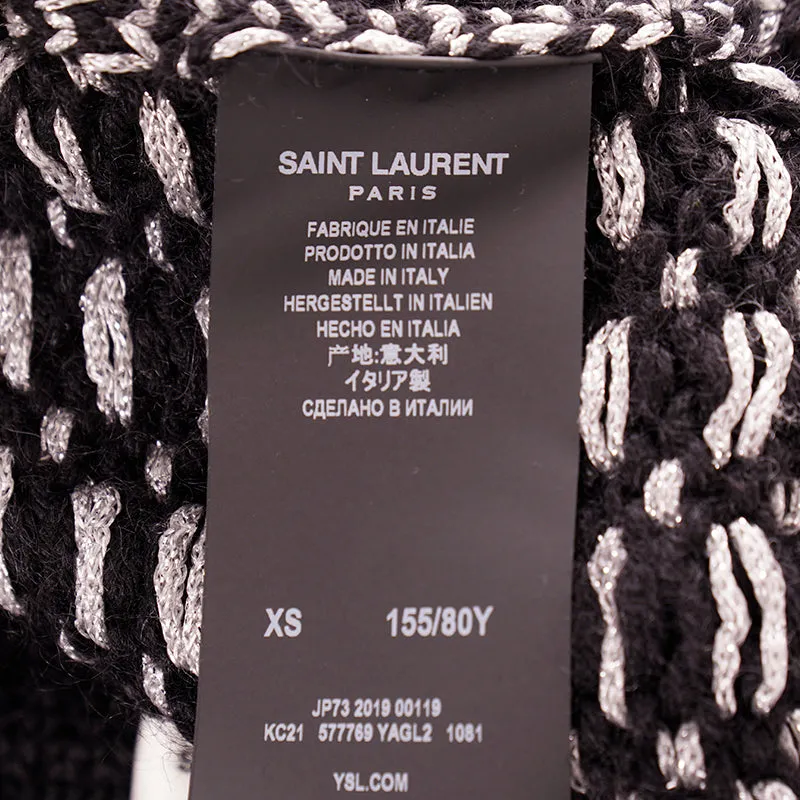 SAINT LAURENT
PARIS
FABRIQUE EN ITALIE
PRODOTTO IN ITALIA
MADE IN ITALY
HERGESTELLT IN ITALIEN
HECHO EN ITALIA
产地:意大利
イタリア製
СДЕЛАНО В ИТАЛИИ
XS 155/80Y
JP73 2019 00119
KC21 577769 YAGL2 1081
YSL.COM